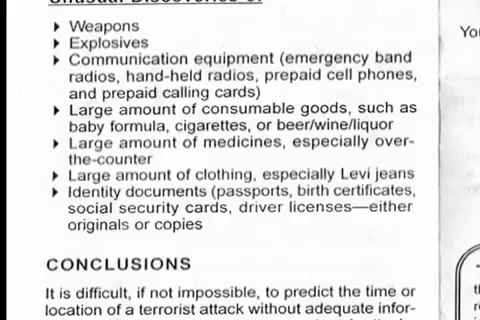 ▸ Weapons
▸ Explosives
▸ Communication equipment (emergency band
radios, hand-held radios, prepaid cell phones,
and prepaid calling cards)
▸ Large amount of consumable goods, such as
baby formula, cigarettes, or beer/wine/liquor
▸ Large amount of medicines, especially over-
the-counter
▸ Large amount of clothing, especially Levi jeans
▸ Identity documents (passports, birth certificates,
social security cards, driver licenses—either
originals or copies
CONCLUSIONS
It is difficult, if not impossible, to predict the time or
location of a terrorist attack without adequate infor-